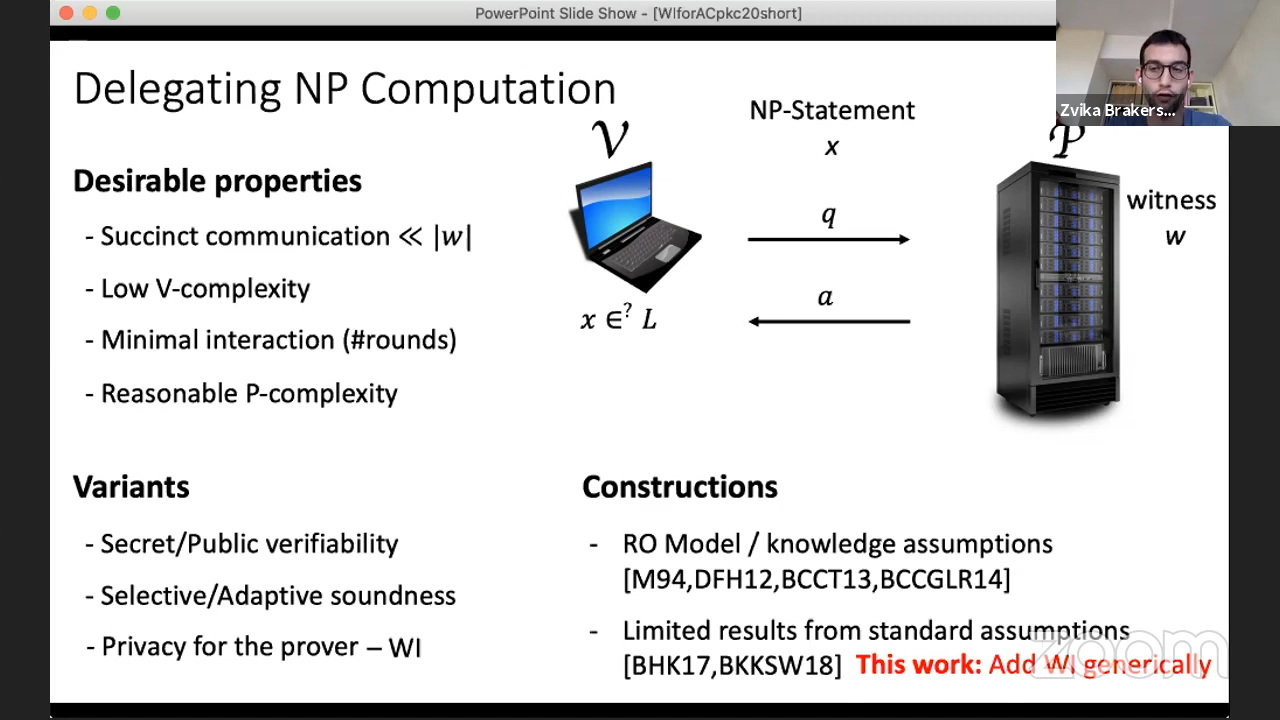 PowerPoint Slide Show - [WIforACpkc20short]
Zvika Brakers...
Delegating NP Computation
𝒱
NP-Statement
x
𝒫
witness
w
q
a
x ∈? L
Desirable properties
- Succinct communication ≪ |w|
- Low V-complexity
- Minimal interaction (#rounds)
- Reasonable P-complexity
Variants
- Secret/Public verifiability
- Selective/Adaptive soundness
- Privacy for the prover – WI
Constructions
- RO Model / knowledge assumptions
[M94,DFH12,BCCT13,BCCGLR14]
- Limited results from standard assumptions
[BHK17,BKKSW18] This work: Add WI generically
zoom